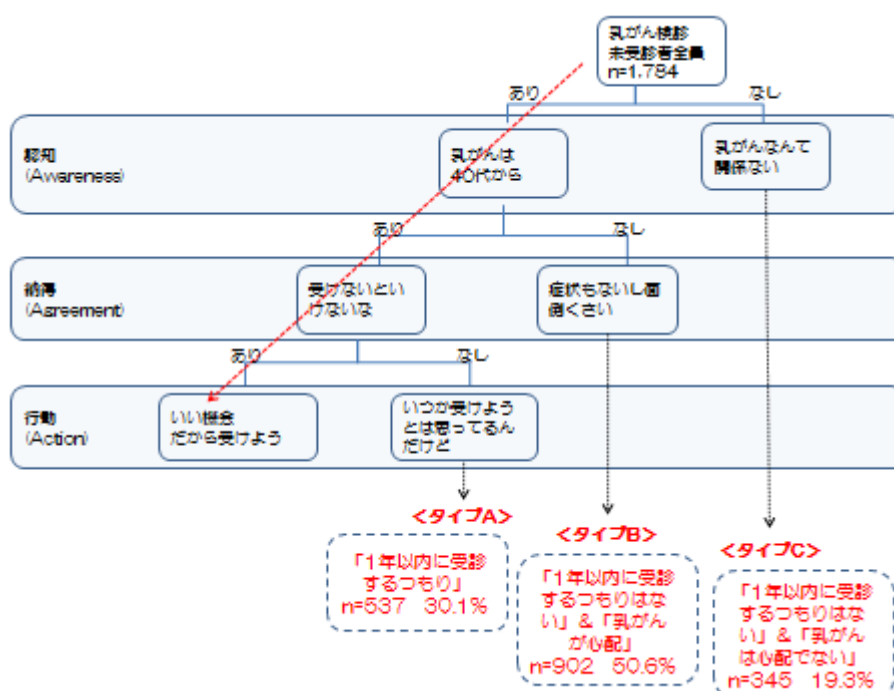 乳がん検診
未受診者全員
n=1,784
あり
なし
認知
(Awareness)
乳がんは
40代から
乳がんなんて
関係ない
あり
なし
納得
(Agreement)
受けないとい
けないな
症状もないし面
倒くさい
あり
なし
行動
(Action)
いい機会
だから受けよう
いつか受けよう
とは思ってるん
だけど
<タイプA>
「1年以内に受診
するつもり」
n=537 30.1%
<タイプB>
「1年以内に受診
するつもりはな
い」&「乳がん
が心配」
n=902 50.6%
<タイプC>
「1年以内に受診
するつもりはな
い」&「乳がん
は心配でない」
n=345 19.3%